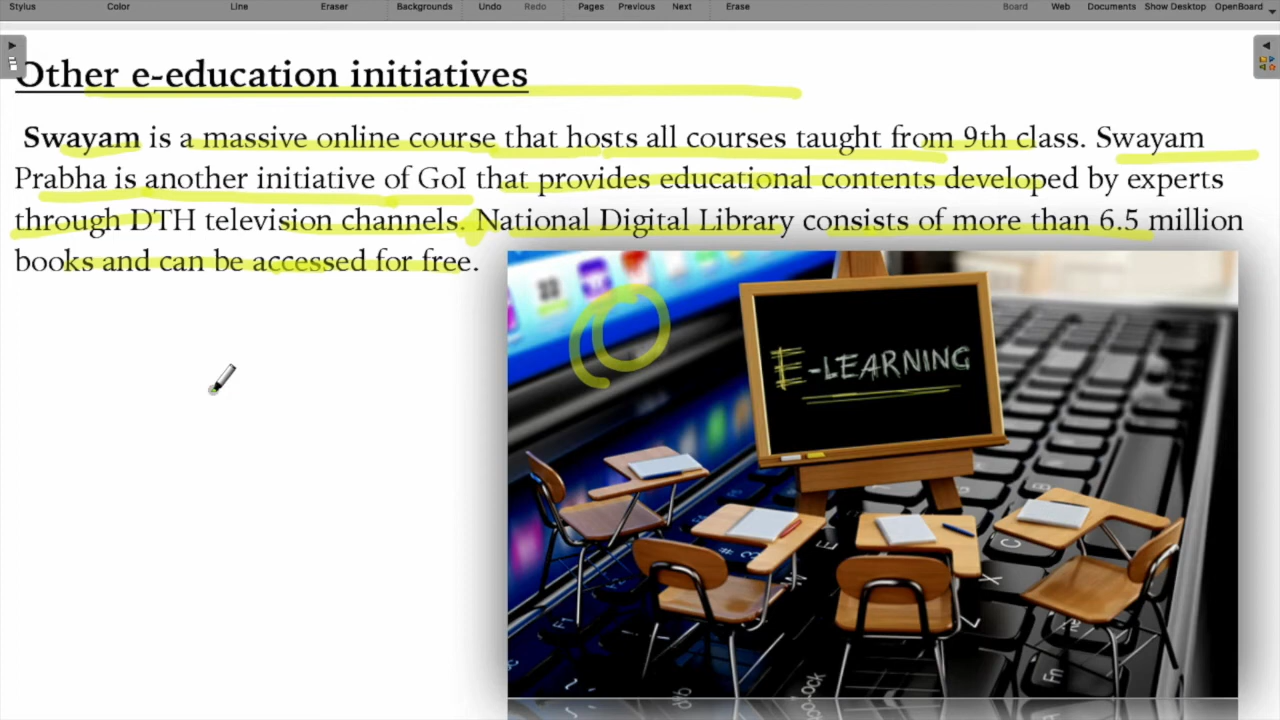 Stylus Color Line Eraser Backgrounds Undo Redo Pages Previous Next Erase Board Web Documents Show Desktop OpenBoard
Other e-education initiatives
Swayam is a massive online course that hosts all courses taught from 9th class. Swayam
Prabha is another initiative of GoI that provides educational contents developed by experts
through DTH television channels. National Digital Library consists of more than 6.5 million
books and can be accessed for free.
E-LEARNING